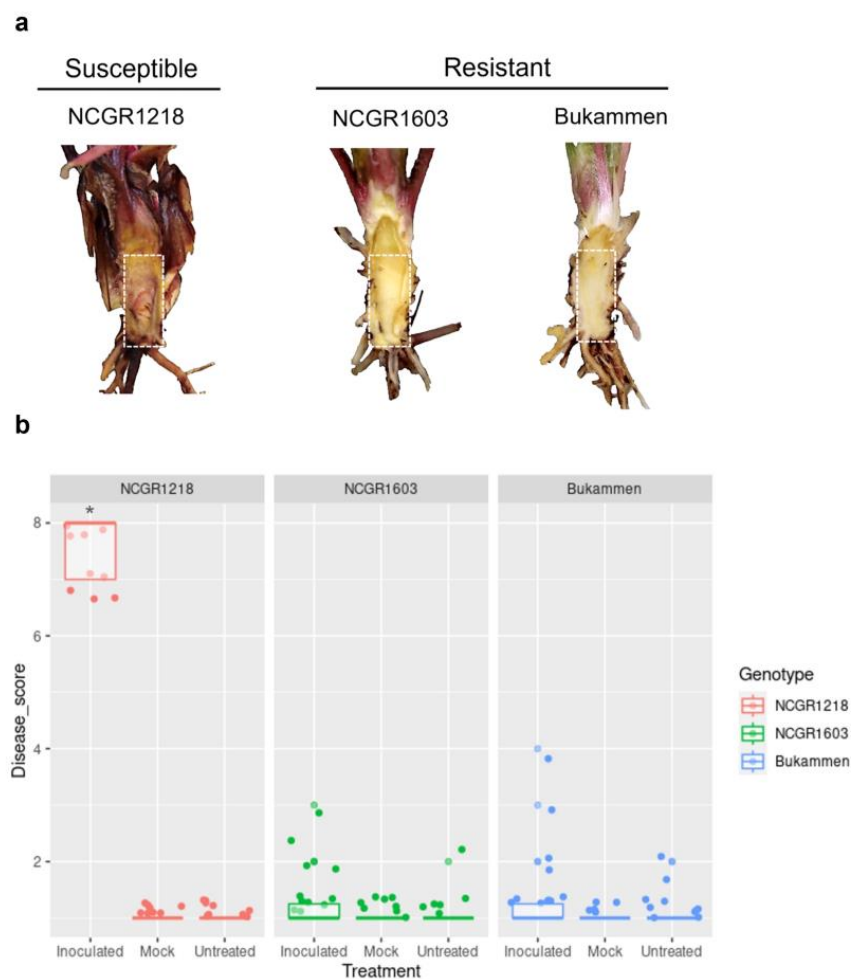 a
Susceptible Resistant
NCGR1218 NCGR1603 Bukammen
b
NCGR1218 NCGR1603 Bukammen
*
8
6
4
2
Disease_score
Genotype
NCGR1218
NCGR1603
Bukammen
Inoculated Mock Untreated Inoculated Mock Untreated Inoculated Mock Untreated
Treatment